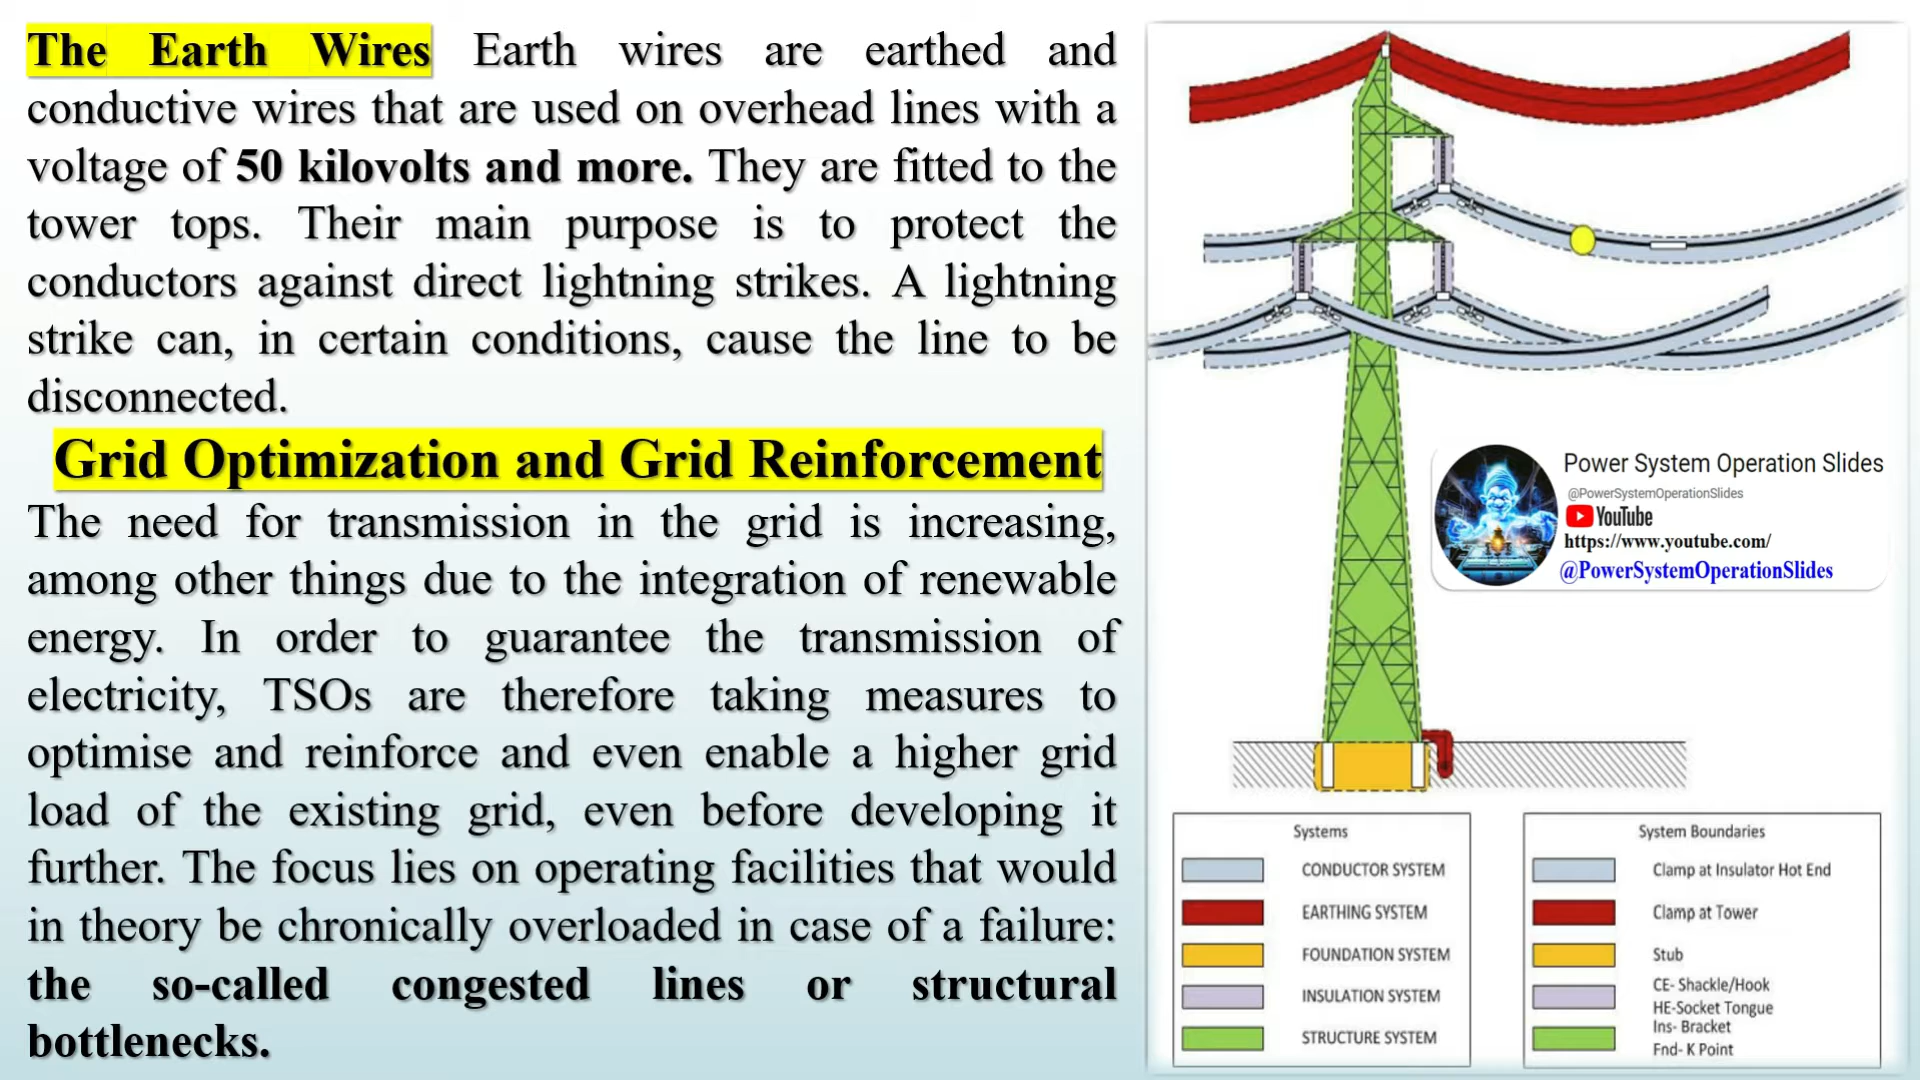 The Earth Wires Earth wires are earthed and
conductive wires that are used on overhead lines with a
voltage of 50 kilovolts and more. They are fitted to the
tower tops. Their main purpose is to protect the
conductors against direct lightning strikes. A lightning
strike can, in certain conditions, cause the line to be
disconnected.
Grid Optimization and Grid Reinforcement
The need for transmission in the grid is increasing,
among other things due to the integration of renewable
energy. In order to guarantee the transmission of
electricity, TSOs are therefore taking measures to
optimise and reinforce and even enable a higher grid
load of the existing grid, even before developing it
further. The focus lies on operating facilities that would
in theory be chronically overloaded in case of a failure:
the so-called congested lines or structural
bottlenecks.
Power System Operation Slides
@PowerSystemOperationSlides
YouTube
https://www.youtube.com/
@PowerSystemOperationSlides
Systems
CONDUCTOR SYSTEM
EARTHING SYSTEM
FOUNDATION SYSTEM
INSULATION SYSTEM
STRUCTURE SYSTEM
System Boundaries
Clamp at Insulator Hot End
Clamp at Tower
Stub
CE- Shackle/Hook
HE-Socket Tongue
Ins- Bracket
Fnd- K Point